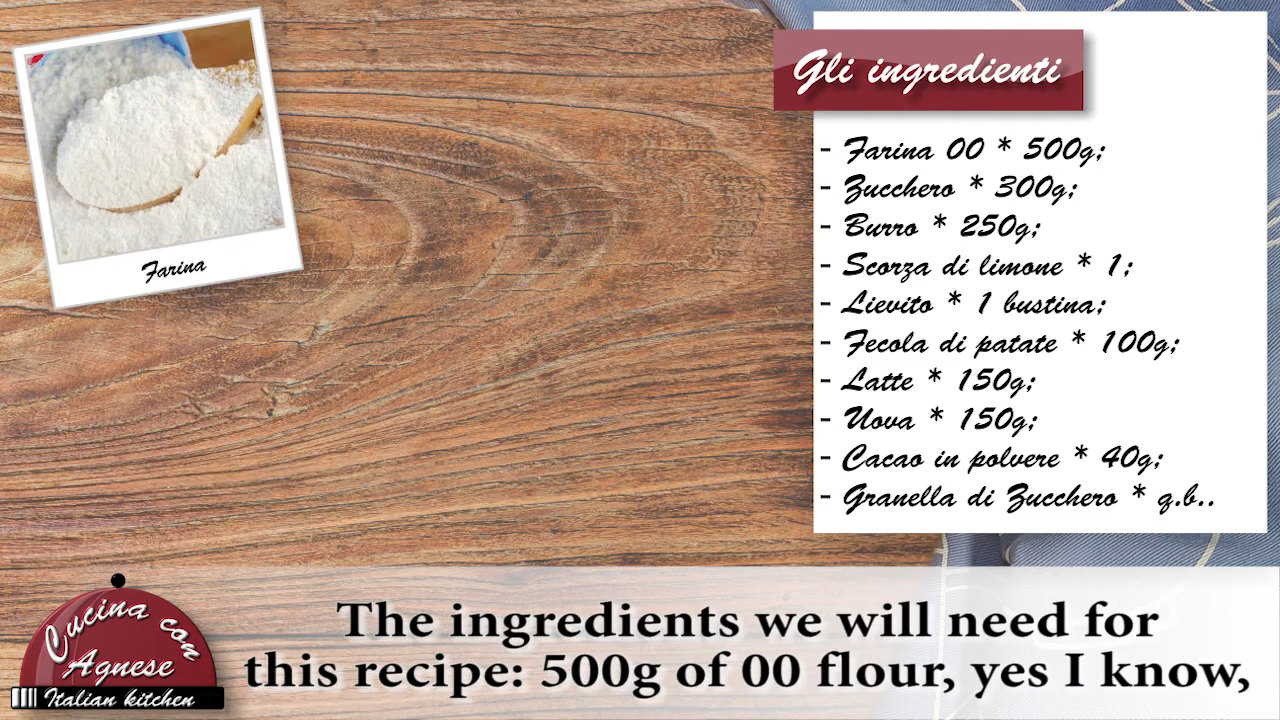 Farina
Gli ingredienti
- Farina 00 * 500g;
- Zucchero * 300g;
- Burro * 250g;
- Scorza di limone * 1;
- Lievito * 1 bustina;
- Fecola di patate * 100g;
- Latte * 150g;
- Uova * 150g;
- Cacao in polvere * 40g;
- Granella di Zucchero * q.b..
Cucina con
Agnese
Italian kitchen
The ingredients we will need for
this recipe: 500g of 00 flour, yes I know,